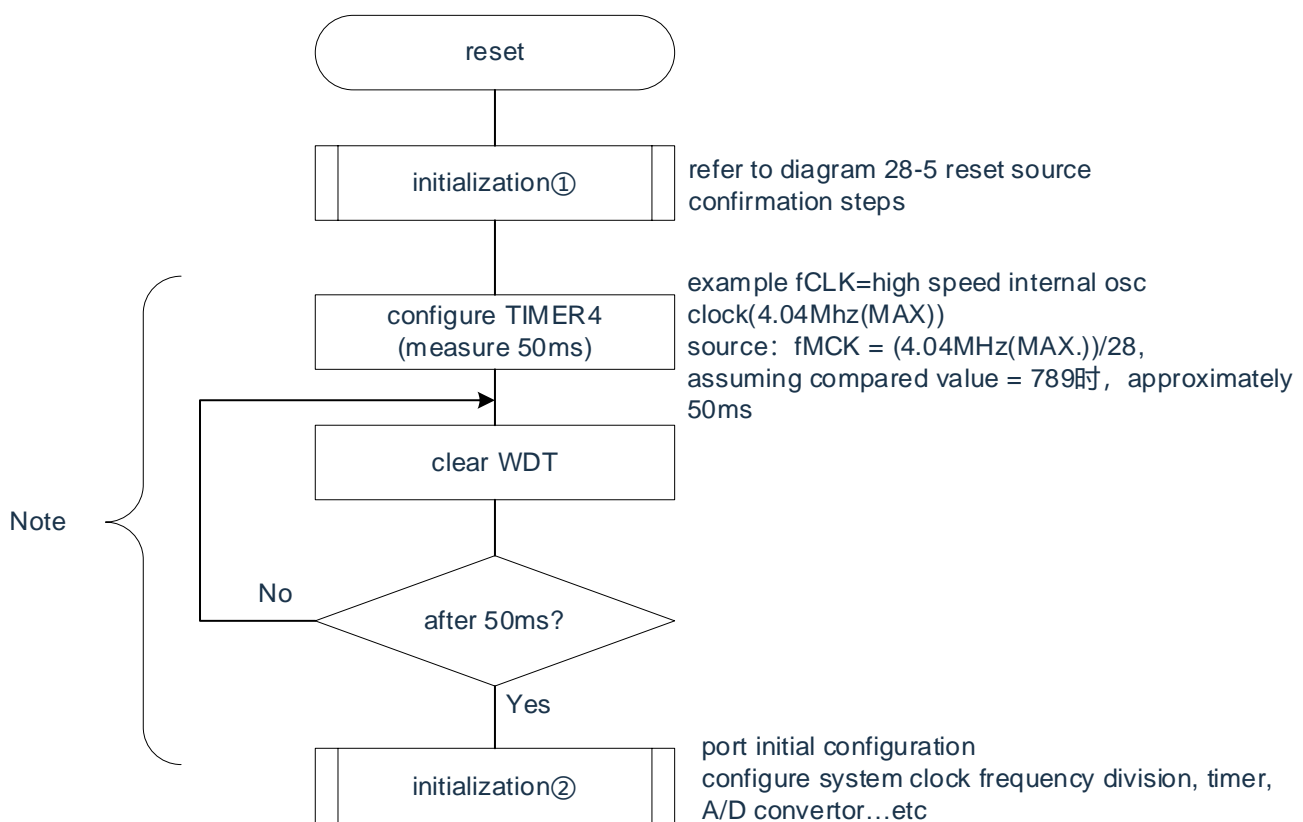 reset
initialization①
refer to diagram 28-5 reset source
confirmation steps
configure TIMER4
(measure 50ms)
example fCLK=high speed internal osc
clock(4.04Mhz(MAX))
source：fMCK = (4.04MHz(MAX.))/28,
assuming compared value = 789时，approximately
50ms
clear WDT
Note
No
after 50ms?
Yes
initialization②
port initial configuration
configure system clock frequency division, timer,
A/D convertor…etc